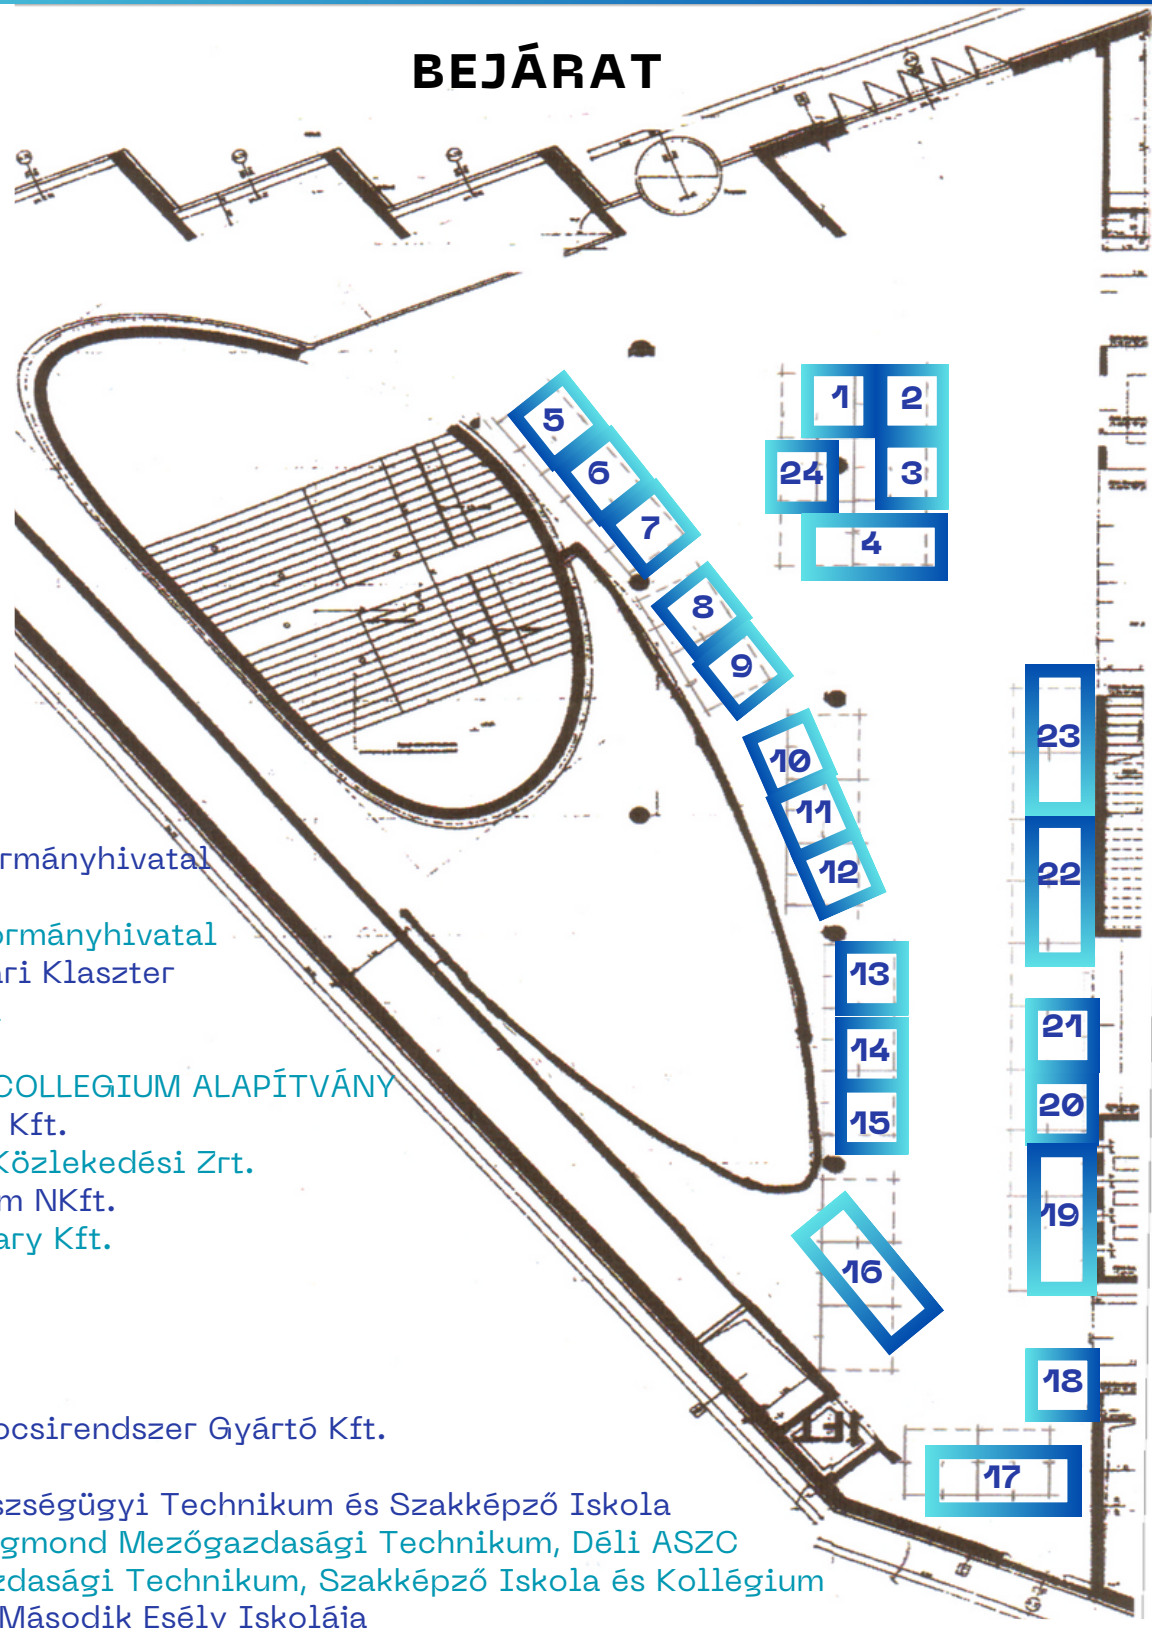 BEJÁRAT
1
2
5
6
24
3
7
4
8
9
23
10
11
rmányhivatal
12
22
ormányhivatal
ári Klaszter
13
21
14
COLLEGIUM ALAPÍTVÁNY
20
Kft.
15
Közlekedési Zrt.
m NKft.
19
ary Kft.
16
18
ocsirendszer Gyártó Kft.
17
szségügyi Technikum és Szakképző Iskola
gmond Mezőgazdasági Technikum, Déli ASZC
zdasági Technikum, Szakképző Iskola és Kollégium
Második Esély Iskolája